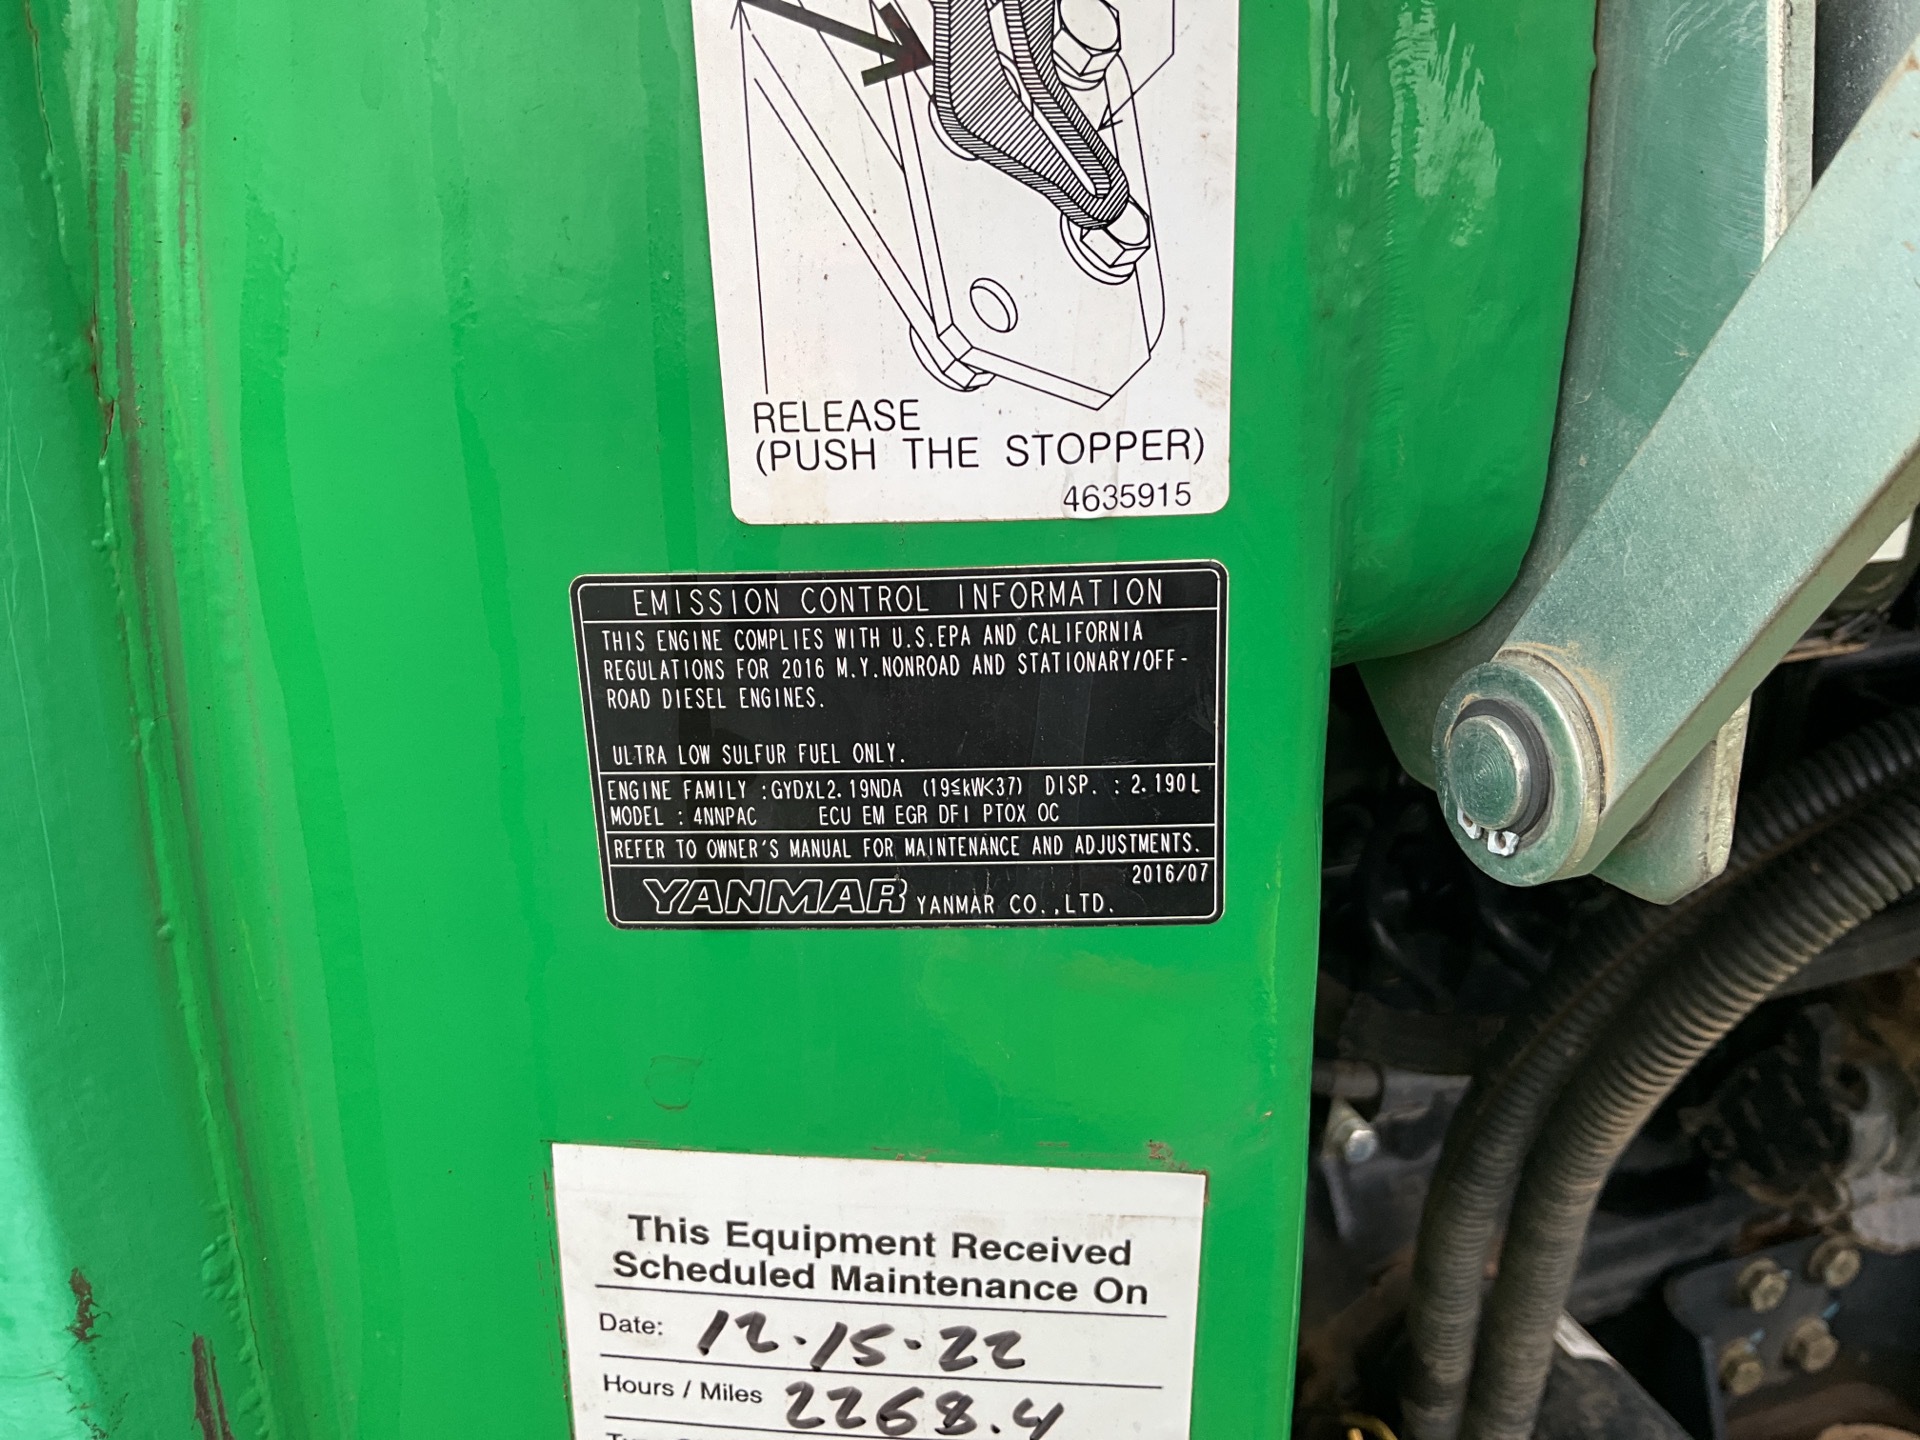 RELEASE
(PUSH THE STOPPER)
4635915
EMISSION CONTROL INFORMATION
THIS ENGINE COMPLIES WITH U.S.EPA AND CALIFORNIA
REGULATIONS FOR 2016 M.Y.NONROAD AND STATIONARY/OFF-
ROAD DIESEL ENGINES.
ULTRA LOW SULFUR FUEL ONLY.
ENGINE FAMILY :GYDXL2.19NDA (19≦kW<37) DISP. : 2.190L
MODEL : 4NNPAC ECU EM EGR DFI PTOX OC
REFER TO OWNER'S MANUAL FOR MAINTENANCE AND ADJUSTMENTS.
2016/07
YANMAR YANMAR CO.,LTD.
This Equipment Received
Scheduled Maintenance On
Date: 12.15.22
Hours / Miles 2268.4